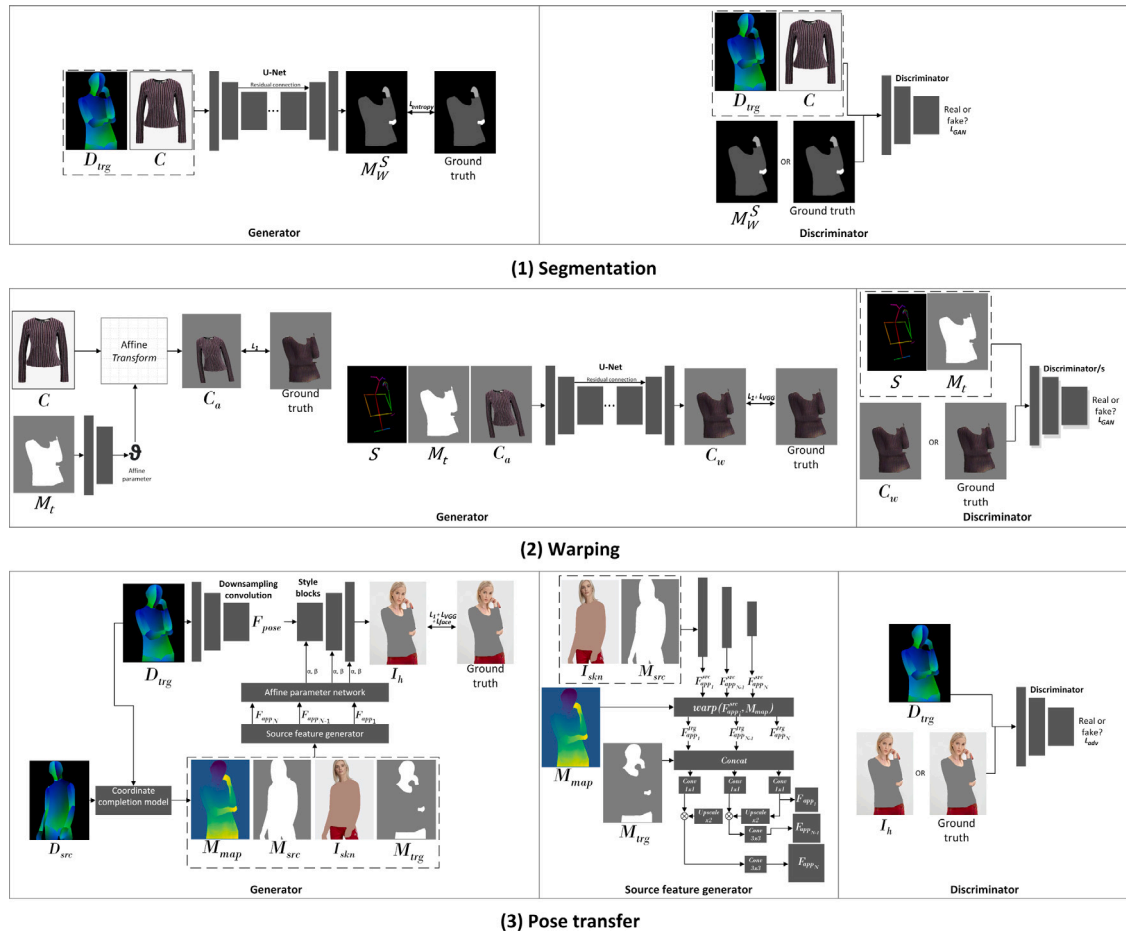 U-Net
Residual connection
D_trg
C
M_W^S
L_entropy
Ground
truth
Generator
D_trg
C
Discriminator
Real or
fake?
L_GAN
M_W^S
OR
Ground truth
Discriminator
(1) Segmentation
C
Affine
Transform
C_a
L_1
Ground
truth
M_t
ϑ
Affine
parameter
S
M_t
C_a
U-Net
Residual connection
C_w
L_1+L_VGG
Ground
truth
Generator
S
M_t
Discriminator/s
Real or
fake?
L_GAN
C_w
OR
Ground
truth
Discriminator
(2) Warping
D_trg
Downsampling
convolution
F_pose
Style
blocks
I_h
L_1+L_VGG
+L_face
Ground
truth
α, β
α, β
α, β
Affine parameter network
F_app_N
F_app_N-1
F_app_1
Source feature generator
D_src
Coordinate
completion model
M_map
M_src
I_skn
M_trg
Generator
I_skn
M_src
F_app_1^src
F_app_N-1^src
F_app_N^src
M_map
warp(F_app_i^src, M_map)
F_app_1^trg
F_app_N-1^trg
F_app_N^trg
M_trg
Concat
Conv
1x1
Conv
1x1
Conv
1x1
Upscale
x2
Upscale
x2
F_app_1
Conv
3x3
F_app_N-1
Conv
3x3
F_app_N
Source feature generator
D_trg
Discriminator
Real or
fake?
L_adv
I_h
OR
Ground
truth
Discriminator
(3) Pose transfer